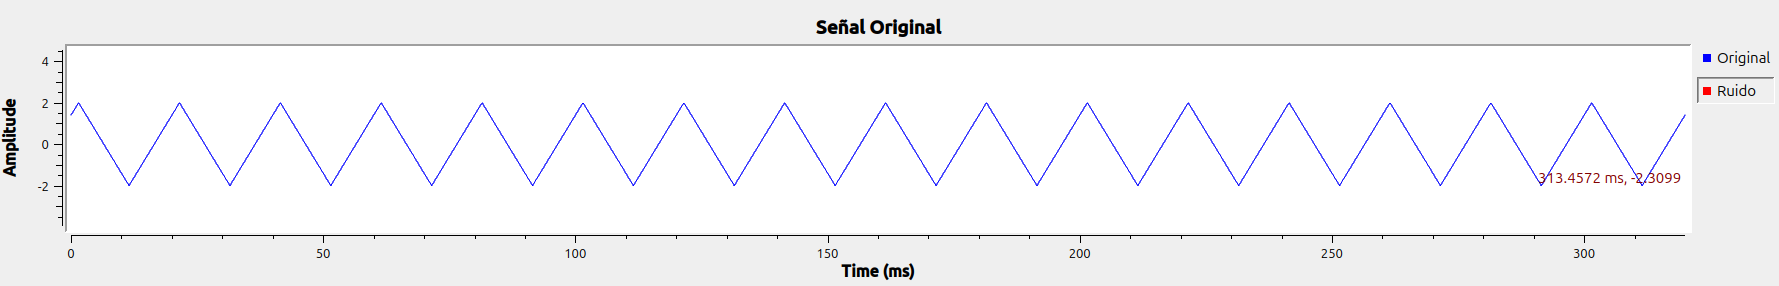 Señal Original
Original
Ruido
Amplitude
4
2
0
-2
313.4572 ms, -2.3099
0 50 100 150 200 250 300
Time (ms)